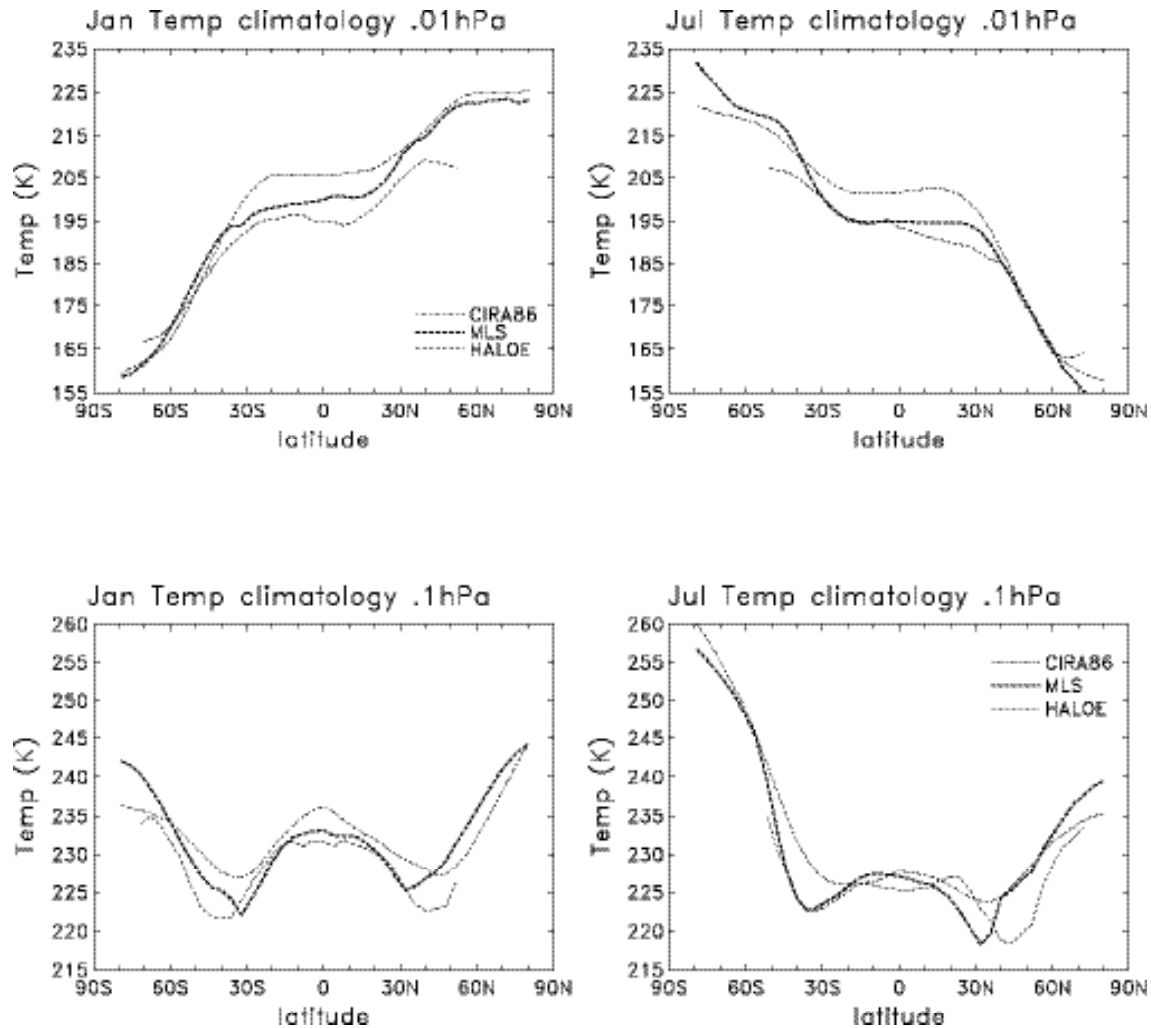 Jan Temp climatology .01hPa
235
225
215
205
195
185
175
165
155
Temp (K)
CIRA86
MLS
HALOE
90S 60S 30S 0 30N 60N 90N
latitude
Jul Temp climatology .01hPa
235
225
215
205
195
185
175
165
155
Temp (K)
90S 60S 30S 0 30N 60N 90N
latitude
Jan Temp climatology .1hPa
260
255
250
245
240
235
230
225
220
215
Temp (K)
90S 60S 30S 0 30N 60N 90N
latitude
Jul Temp climatology .1hPa
260
255
250
245
240
235
230
225
220
215
Temp (K)
CIRA86
MLS
HALOE
90S 60S 30S 0 30N 60N 90N
latitude